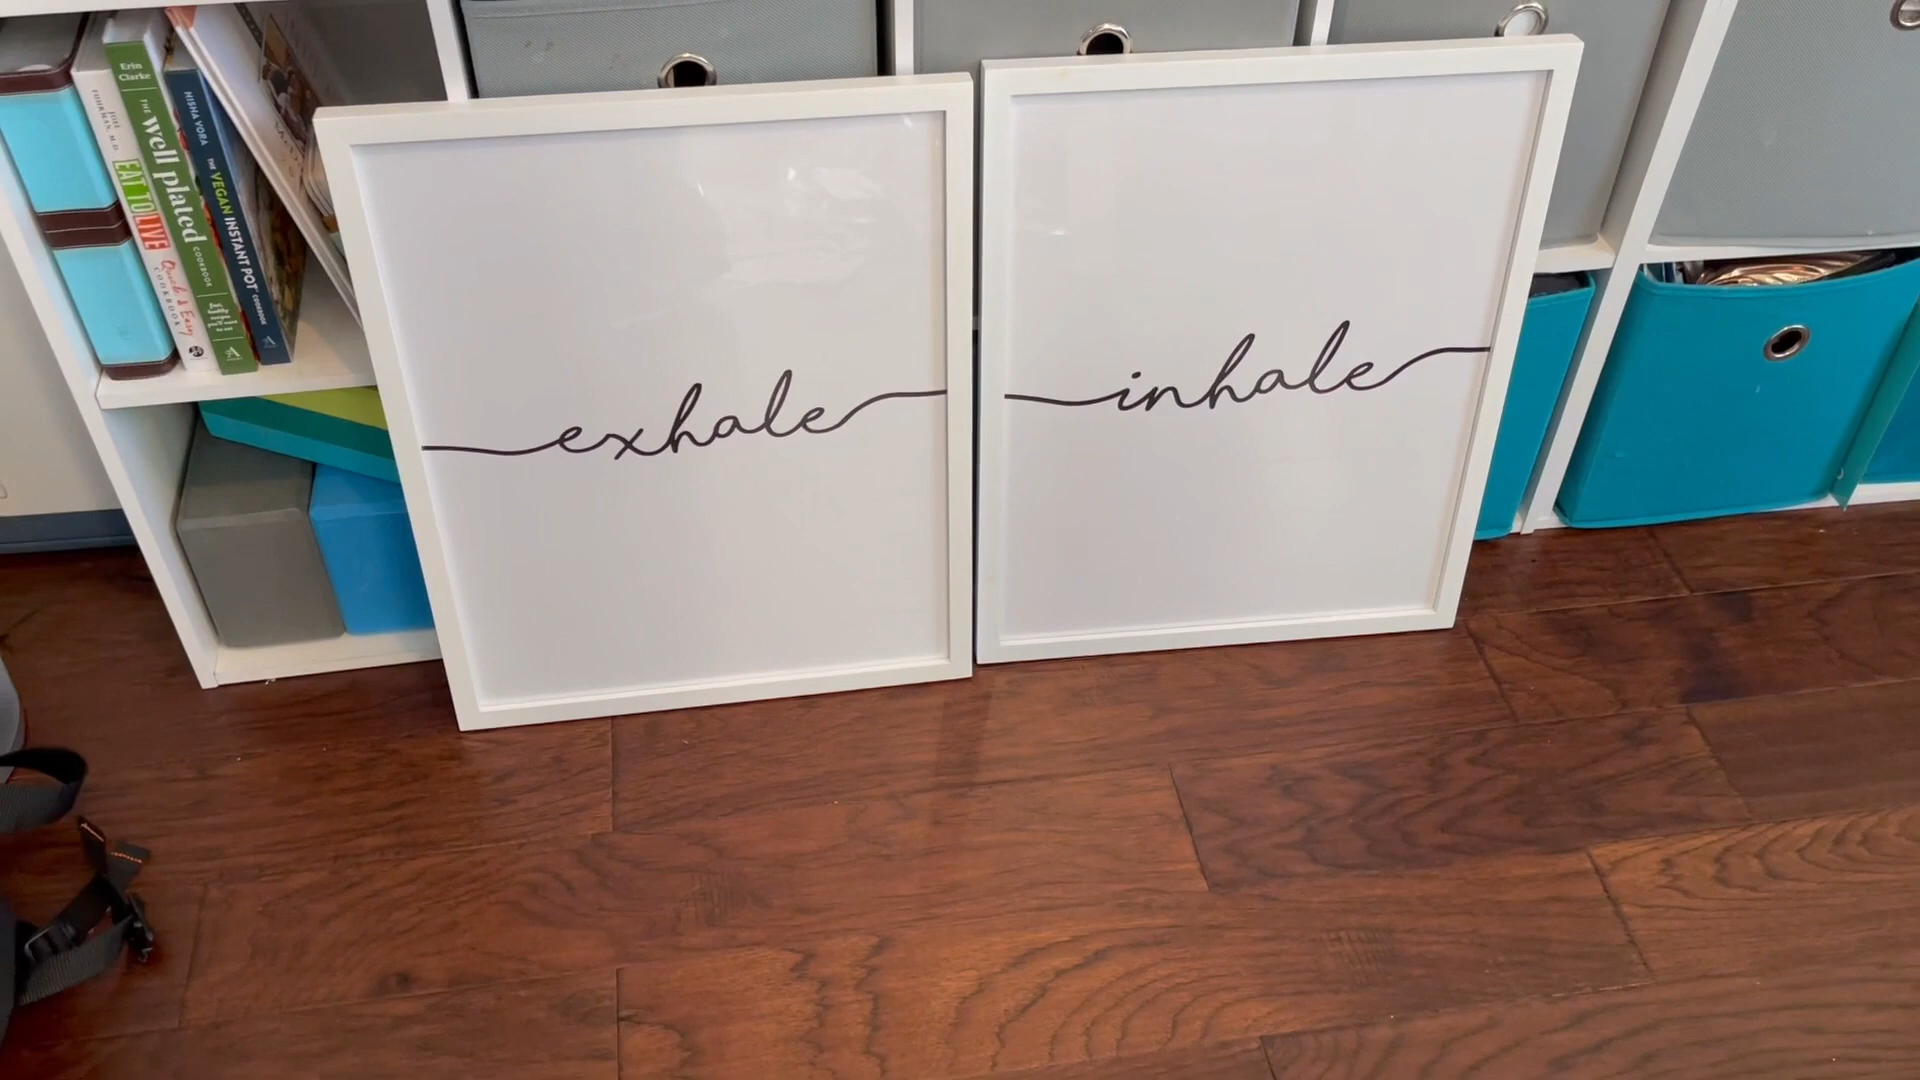 JOEL FUHRMAN, M.D.
EAT TO LIVE
Quick & Easy
COOKBOOK
Erin
Clarke
THE
well plated
COOKBOOK
NISHA VORA
THE VEGAN INSTANT POT COOKBOOK
exhale
inhale